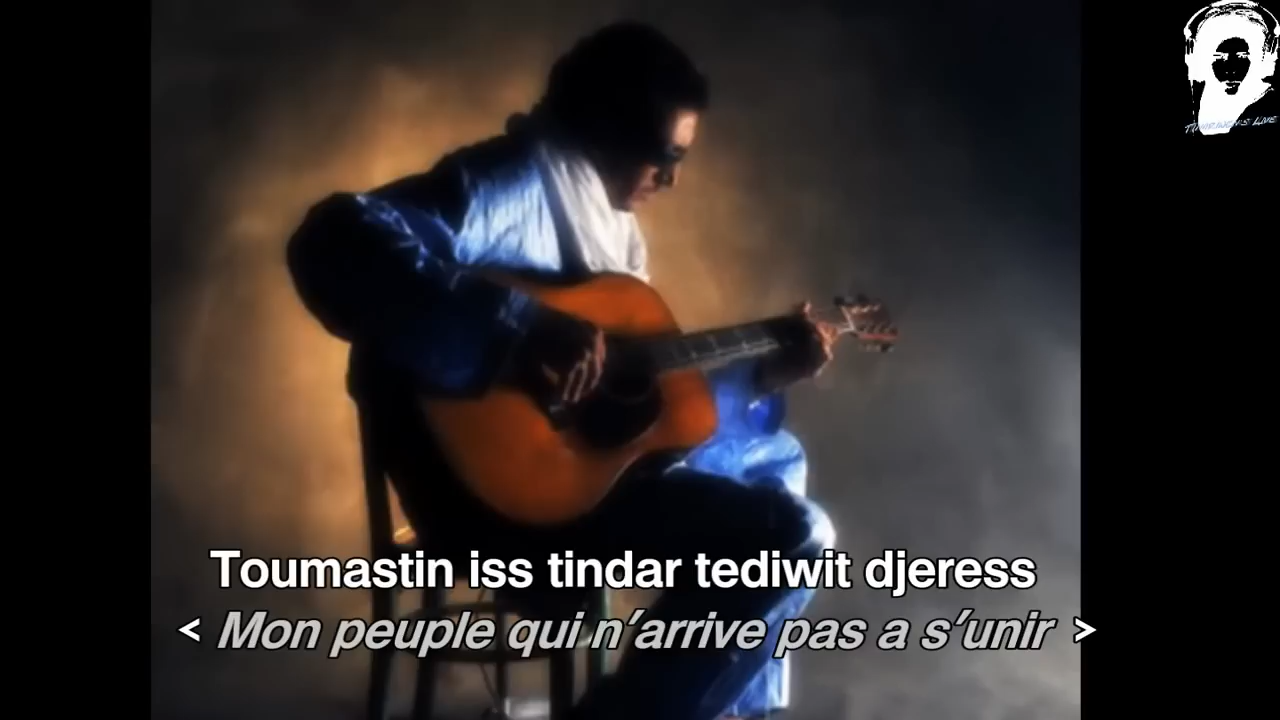 Toumastin iss tindar tediwit djeress
< Mon peuple qui n'arrive pas a s'unir >